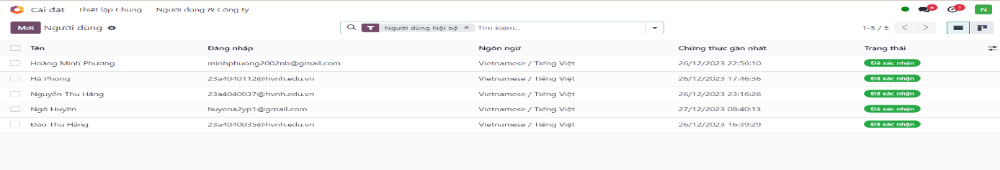 Cài đặt Thiết lập Chung Người dùng & Công ty 6 1 N
Mới Người dùng Người dùng Nội bộ × Tìm kiếm... 1-5 / 5
Tên Đăng nhập Ngôn ngữ Chứng thực gần nhất Trạng thái
Hoàng Minh Phương minhphuong2002nb@gmail.com Vietnamese / Tiếng Việt 26/12/2023 22:56:10 Đã xác nhận
Hà Phong 23a4040112@hvnh.edu.vn Vietnamese / Tiếng Việt 26/12/2023 17:46:36 Đã xác nhận
Nguyễn Thu Hằng 23a4040037@hvnh.edu.vn Vietnamese / Tiếng Việt 26/12/2023 23:16:26 Đã xác nhận
Ngô Huyền huyena2yp1@gmail.com Vietnamese / Tiếng Việt 27/12/2023 08:40:13 Đã xác nhận
Đào Thu Hằng 23a4040035@hvnh.edu.vn Vietnamese / Tiếng Việt 26/12/2023 16:39:29 Đã xác nhận